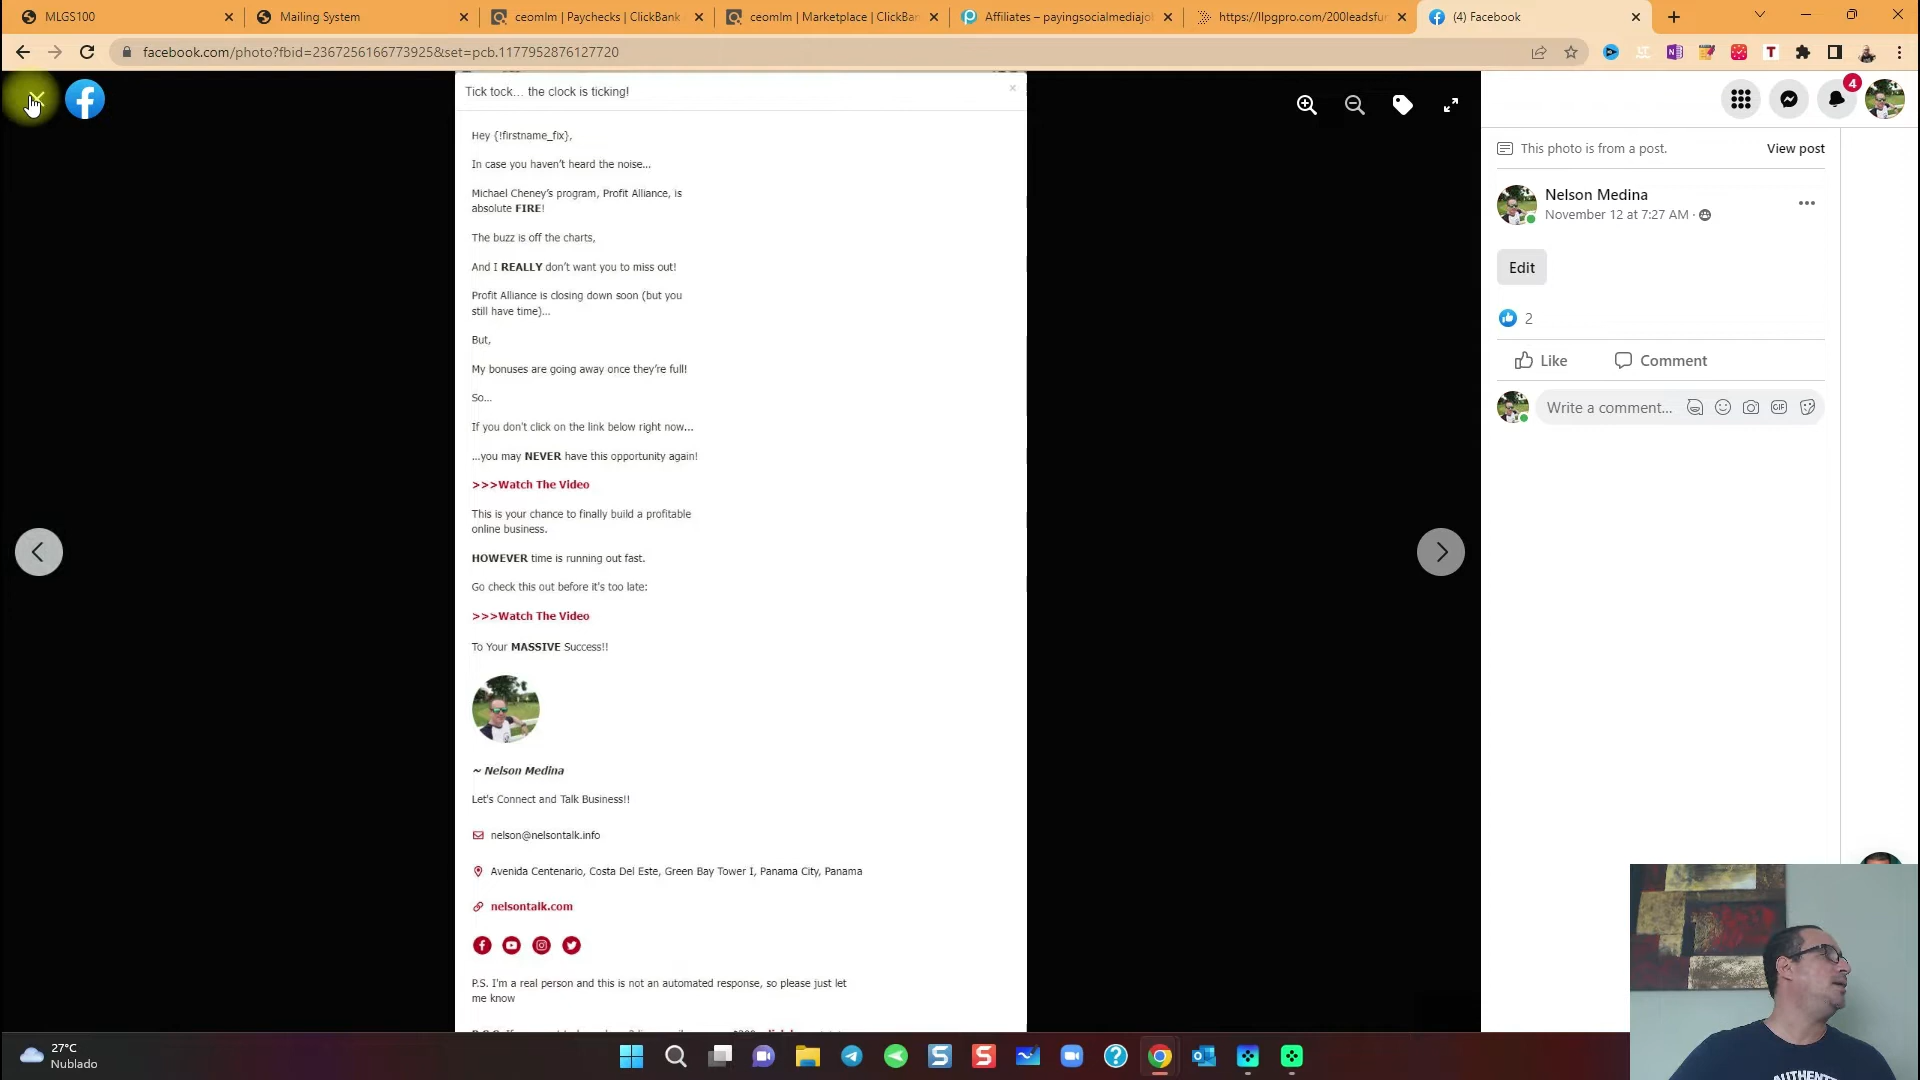 MLGS100
Mailing System
ceomlm | Paychecks | ClickBank
ceomlm | Marketplace | ClickBan
Affiliates – payingsocialmediajo
https://llpgpro.com/200leadsfu
(4) Facebook
facebook.com/photo?fbid=2367256166773925&set=pcb.1177952876127720
Tick tock... the clock is ticking!
Hey {!firstname_fix},
In case you haven't heard the noise...
Michael Cheney's program, Profit Alliance, is
absolute FIRE!
The buzz is off the charts,
And I REALLY don't want you to miss out!
Profit Alliance is closing down soon (but you
still have time)...
But,
My bonuses are going away once they're full!
So...
If you don't click on the link below right now...
...you may NEVER have this opportunity again!
>>>Watch The Video
This is your chance to finally build a profitable
online business.
HOWEVER time is running out fast.
Go check this out before it's too late:
>>>Watch The Video
To Your MASSIVE Success!!
~ Nelson Medina
Let's Connect and Talk Business!!
nelson@nelsontalk.info
Avenida Centenario, Costa Del Este, Green Bay Tower I, Panama City, Panama
nelsontalk.com
P.S. I'm a real person and this is not an automated response, so please just let
me know
4
This photo is from a post.
View post
Nelson Medina
November 12 at 7:27 AM ·
Edit
2
Like
Comment
Write a comment...
GIF
AUTHENT
27°C
Nublado